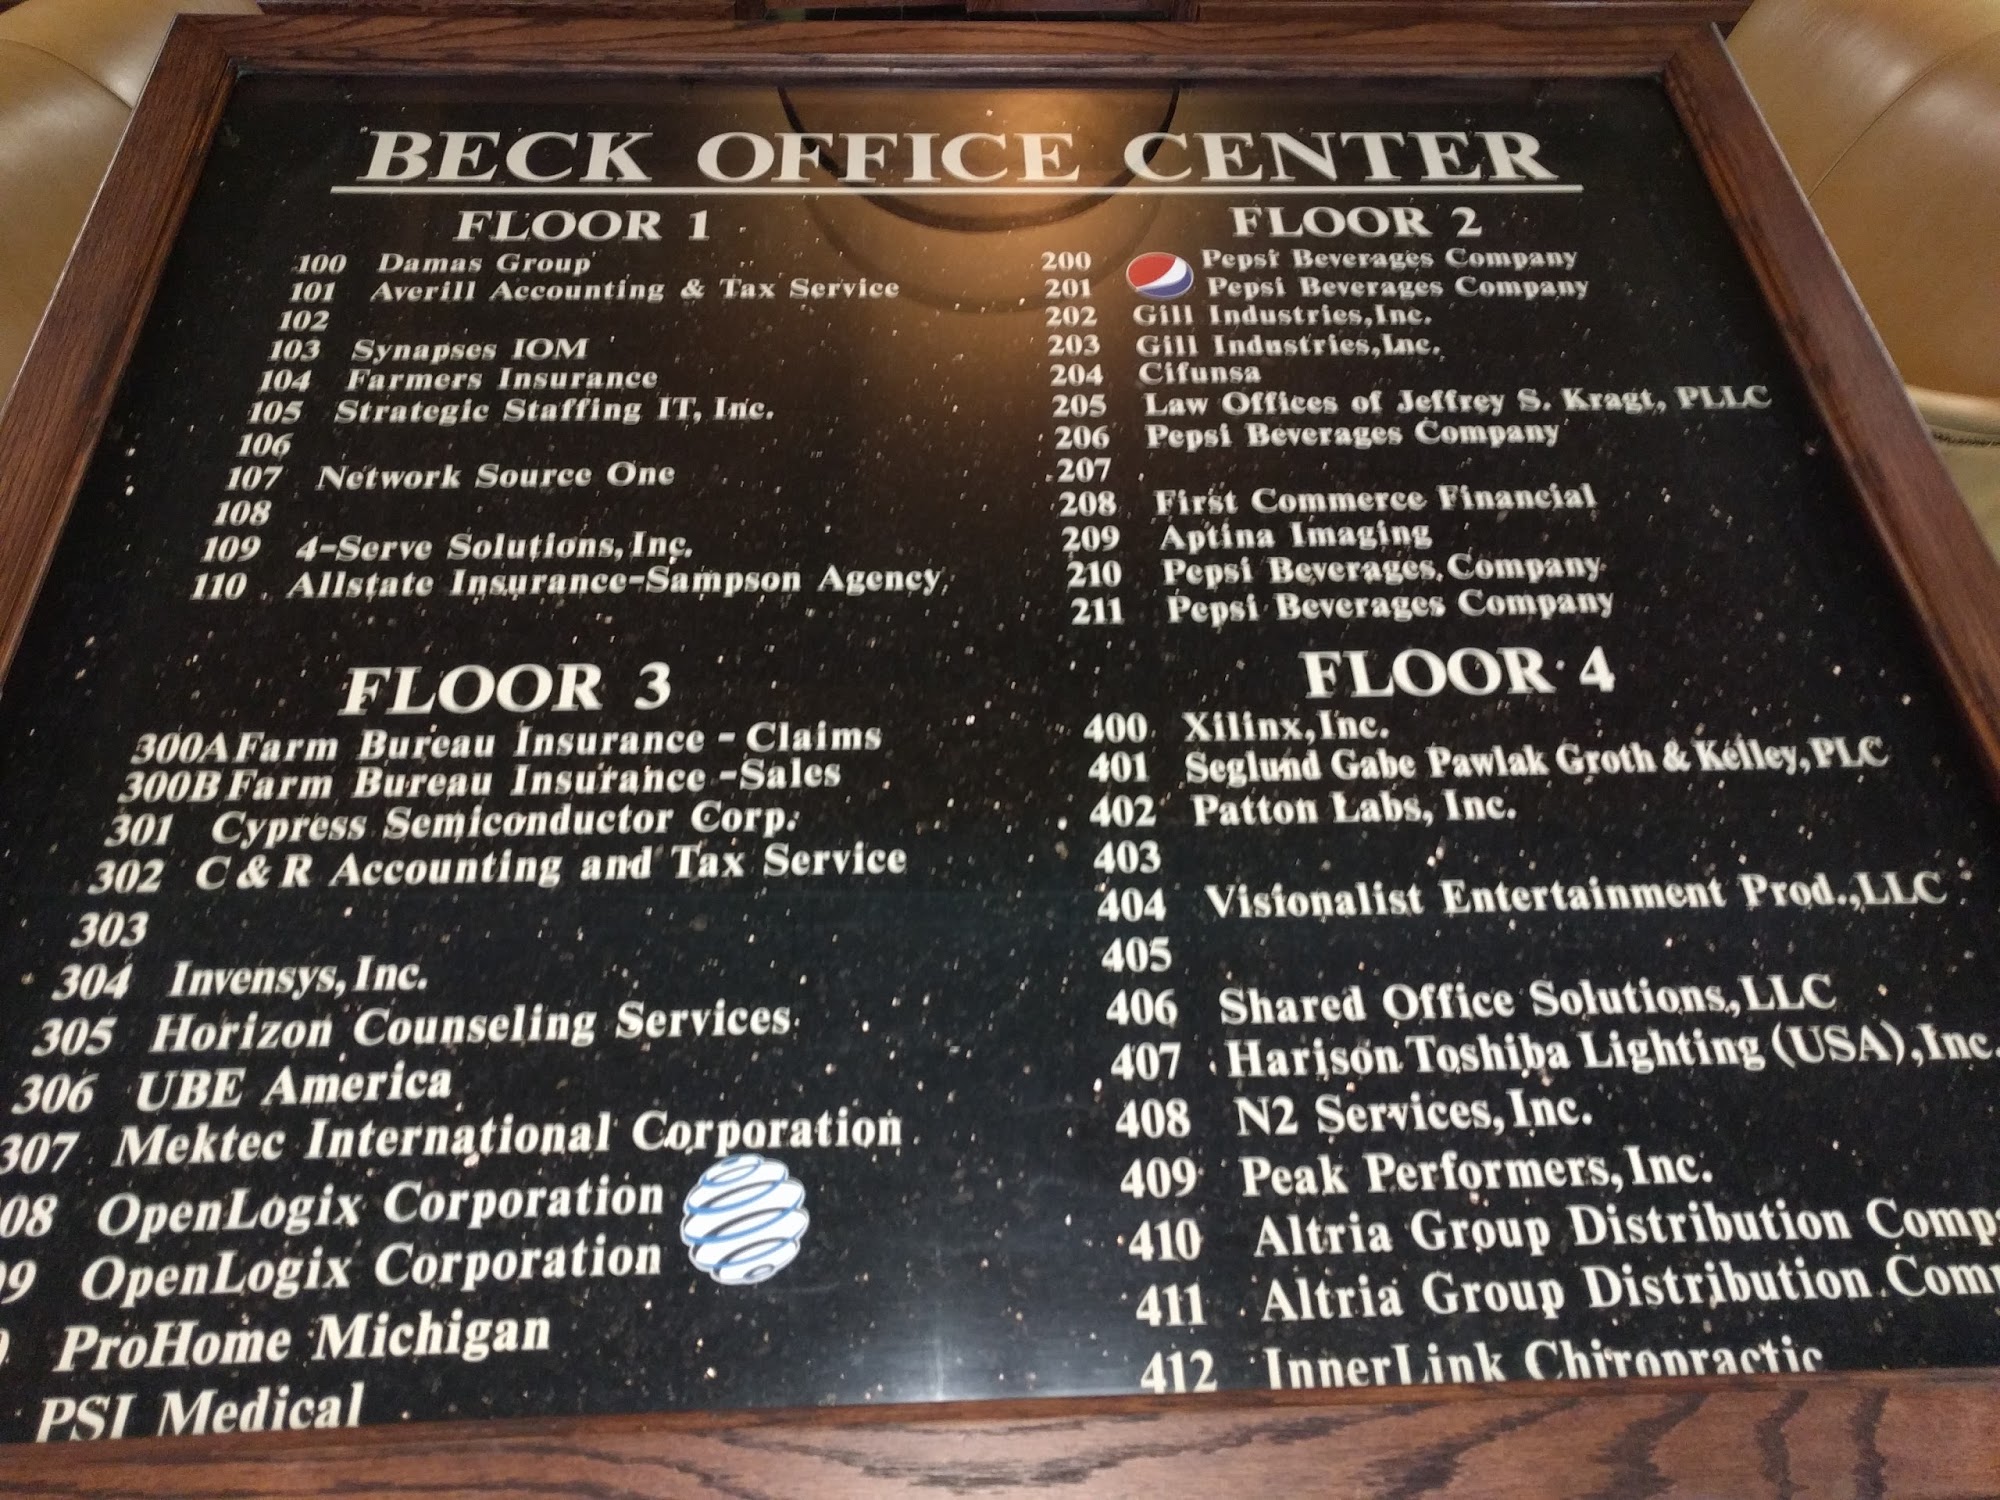 BECK OFFICE CENTER
FLOOR 1
100 Damas Group
101 Averill Accounting & Tax Service
102
103 Synapses IOM
104 Farmers Insurance
105 Strategic Staffing IT, Inc.
106
107 Network Source One
108
109 4-Serve Solutions, Inc.
110 Allstate Insurance-Sampson Agency
FLOOR 2
200 Pepsi Beverages Company
201 Pepsi Beverages Company
202 Gill Industries, Inc.
203 Gill Industries, Inc.
204 Cifunsa
205 Law Offices of Jeffrey S. Kragt, PLLC
206 Pepsi Beverages Company
207
208 First Commerce Financial
209 Aptina Imaging
210 Pepsi Beverages Company
211 Pepsi Beverages Company
FLOOR 3
300A Farm Bureau Insurance - Claims
300B Farm Bureau Insurance - Sales
301 Cypress Semiconductor Corp.
302 C & R Accounting and Tax Service
303
304 Invensys, Inc.
305 Horizon Counseling Services
306 UBE America
307 Mektec International Corporation
08 OpenLogix Corporation
09 OpenLogix Corporation
ProHome Michigan
PSI Medical
FLOOR 4
400 Xilinx, Inc.
401 Seglund Gabe Pawlak Groth & Kelley, PLC
402 Patton Labs, Inc.
403
404 Visionalist Entertainment Prod., LLC
405
406 Shared Office Solutions, LLC
407 Harison Toshiba Lighting (USA), Inc.
408 N2 Services, Inc.
409 Peak Performers, Inc.
410 Altria Group Distribution Comp
411 Altria Group Distribution Com
412 InnerLink Chiropractic